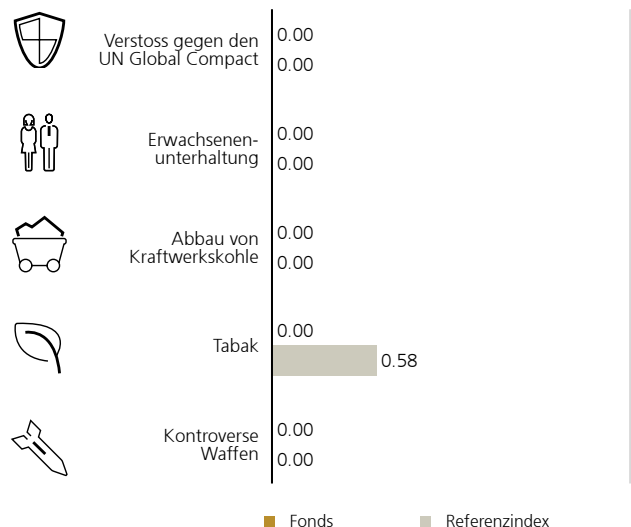 Verstoss gegen den
UN Global Compact
0.00
0.00
Erwachsenen-
unterhaltung
0.00
0.00
Abbau von
Kraftwerkskohle
0.00
0.00
Tabak
0.00
0.58
Kontroverse
Waffen
0.00
0.00
Fonds Referenzindex